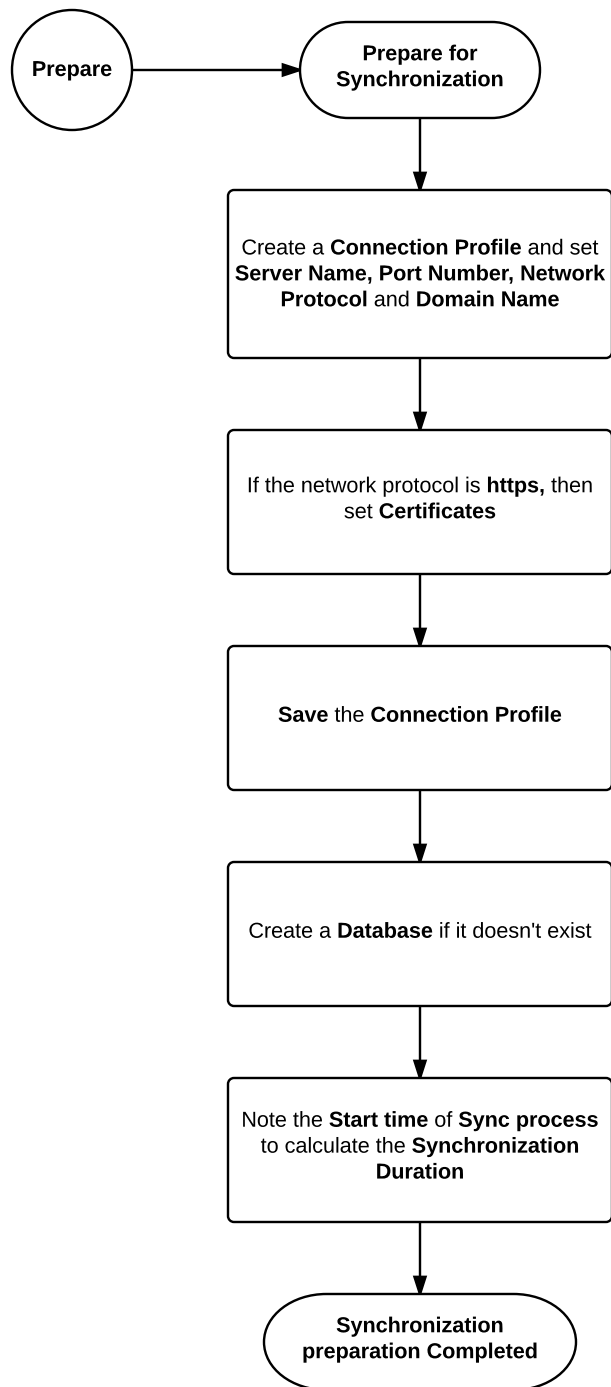 Prepare
Prepare for
Synchronization
Create a Connection Profile and set
Server Name, Port Number, Network
Protocol and Domain Name
If the network protocol is https, then
set Certificates
Save the Connection Profile
Create a Database if it doesn't exist
Note the Start time of Sync process
to calculate the Synchronization
Duration
Synchronization
preparation Completed